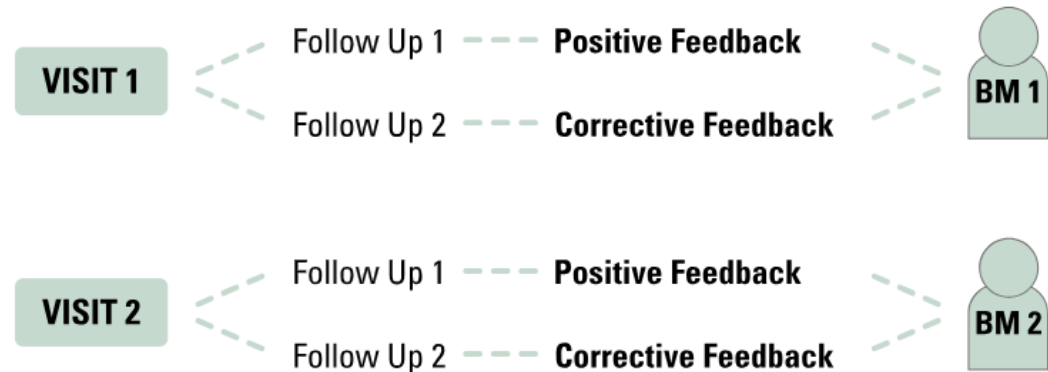 Follow Up 1 Positive Feedback
VISIT 1 BM 1
Follow Up 2 Corrective Feedback
Follow Up 1 Positive Feedback
VISIT 2 BM 2
Follow Up 2 Corrective Feedback